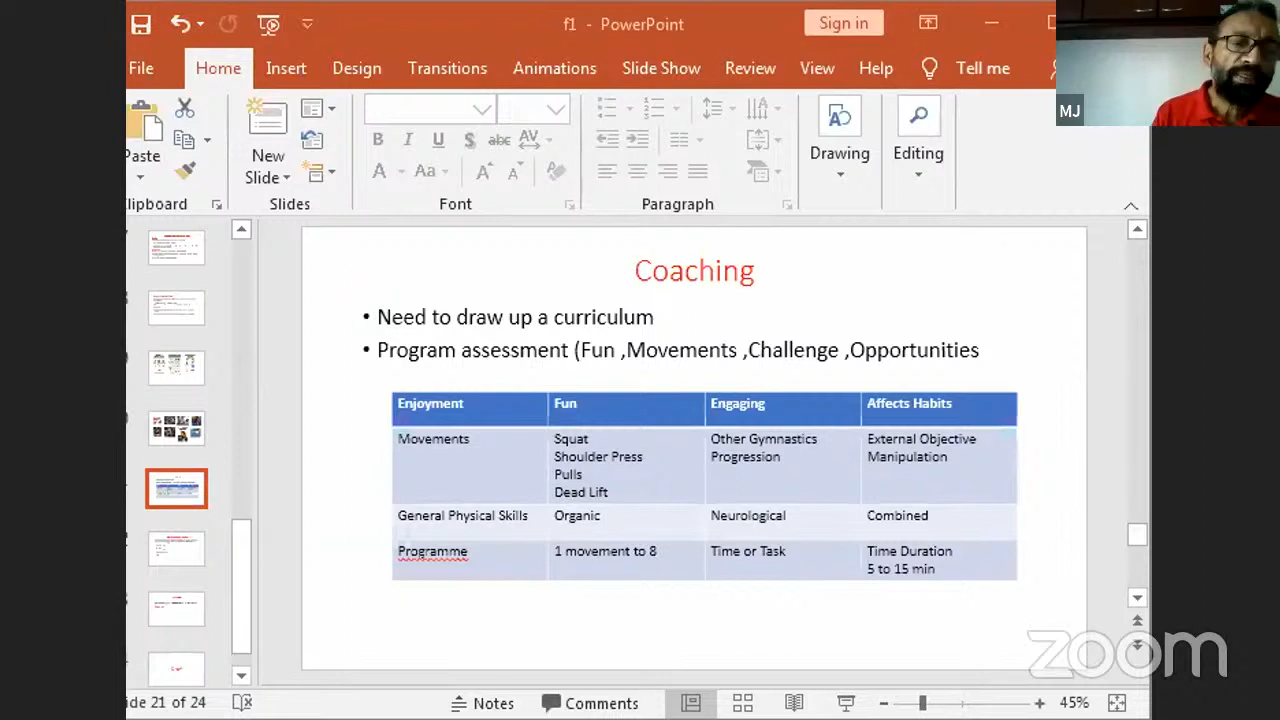 f1 - PowerPoint
Sign in
File Home Insert Design Transitions Animations Slide Show Review View Help Tell me
MJ
Paste
New
Slide
Drawing
Editing
lipboard
Slides
Font
Paragraph
Coaching
• Need to draw up a curriculum
• Program assessment (Fun ,Movements ,Challenge ,Opportunities
Enjoyment Fun Engaging Affects Habits
Movements Squat Other Gymnastics External Objective
Shoulder Press Progression Manipulation
Pulls
Dead Lift
General Physical Skills Organic Neurological Combined
Programme 1 movement to 8 Time or Task Time Duration
5 to 15 min
zoom
ide 21 of 24 Notes Comments 45%